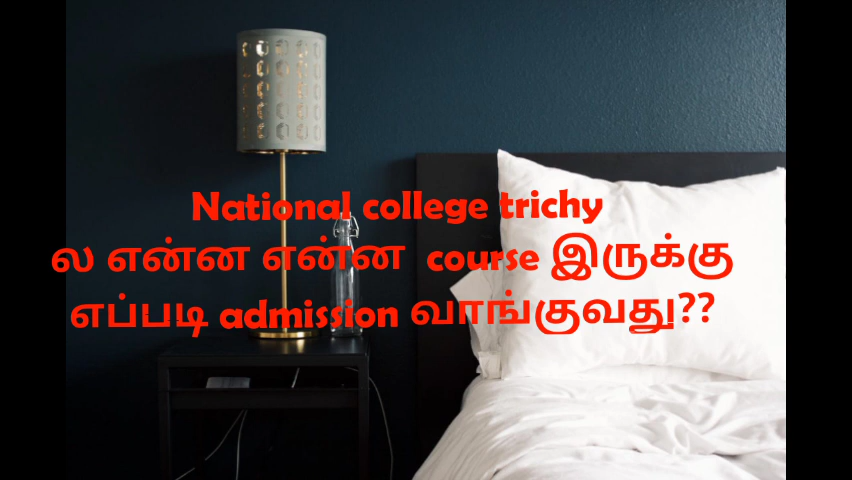 National college trichy
ல என்ன என்ன course இருக்கு
எப்படி admission வாங்குவது??